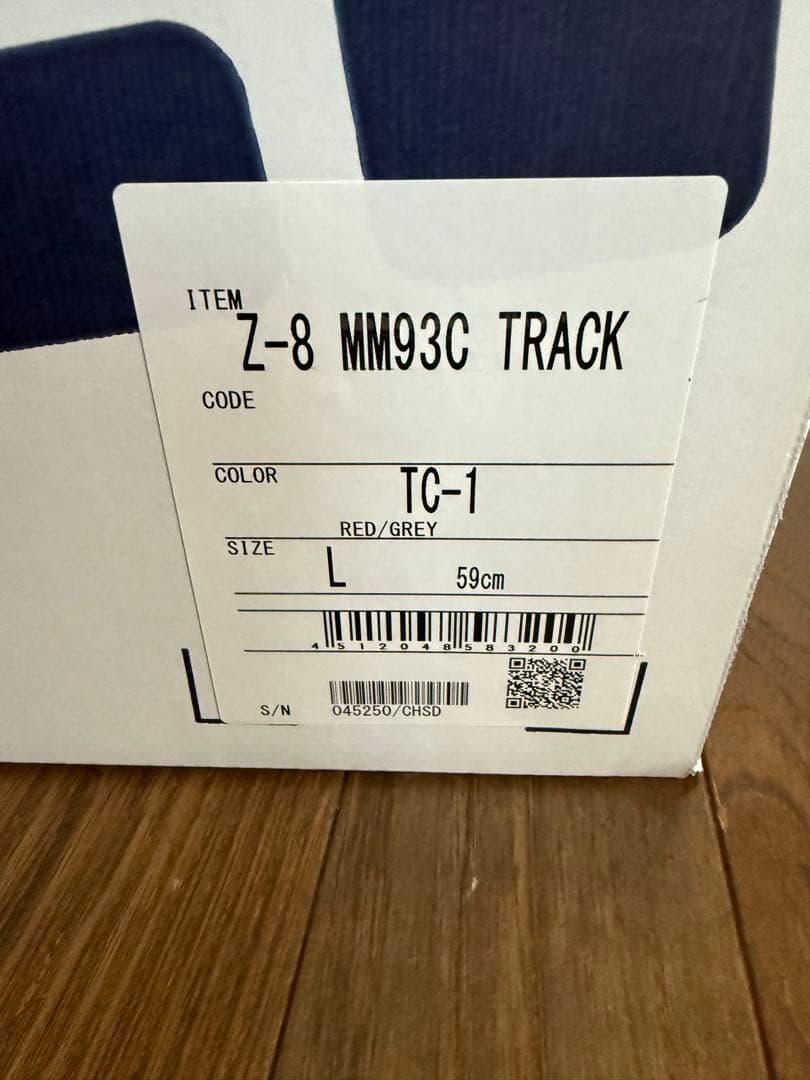 ITEM
Z-8 MM93C TRACK
CODE
COLOR
TC-1
RED/GREY
SIZE
L 59cm
4512048583200
S/N 045250/CHSD